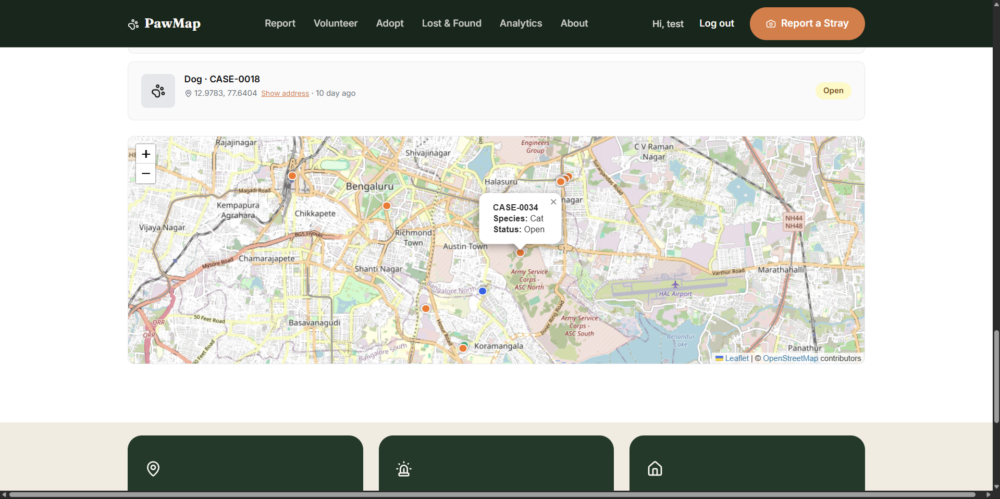 PawMap
Report
Volunteer
Adopt
Lost & Found
Analytics
About
Hi, test
Log out
Report a Stray
Dog · CASE-0018
12.9783, 77.6404 Show address · 10 day ago
Open
+
−
Rajajinagar
Shivajinagar
Engineers
Group
C V Raman
Nagar
Suranjandas Road
Halasuru
Bengaluru
Magadi Road
Kempapura
Agrahara
Chikkapete
nagar
CASE-0034
Species: Cat
Status: Open
×
NH44
NH48
Vijaya Nagar
BGS Flyover
Richmond
Town
Austin Town
Mysore Road
Chamarajapete
Shanti Nagar
Army Service
Corps -
ASC North
Varthur Road
Marathahalli
Bangalore North
HAL Airport
50 Feet Road
ORR
ORR
Basavanagudi
Hosur Road
Inner Ring Road
Army Service
Corps -
ASC South
Bellandur
Lake
Koramangala
Bangalore South
Feet Road
Panathur
Leaflet | © OpenStreetMap contributors